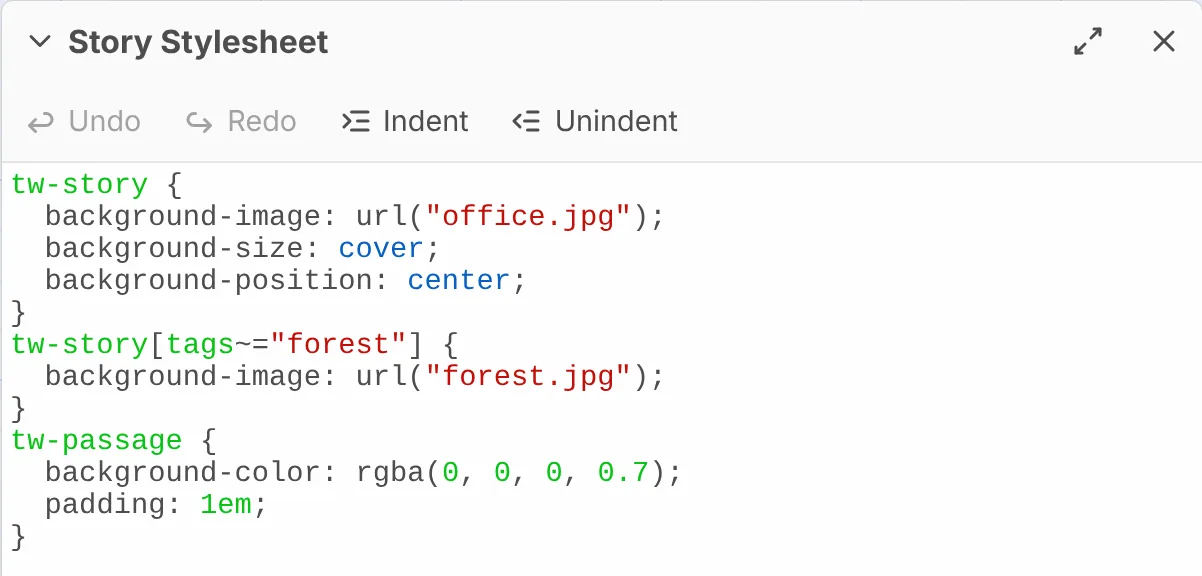 Story Stylesheet
Undo Redo Indent Unindent
tw-story {
  background-image: url("office.jpg");
  background-size: cover;
  background-position: center;
}
tw-story[tags~="forest"] {
  background-image: url("forest.jpg");
}
tw-passage {
  background-color: rgba(0, 0, 0, 0.7);
  padding: 1em;
}